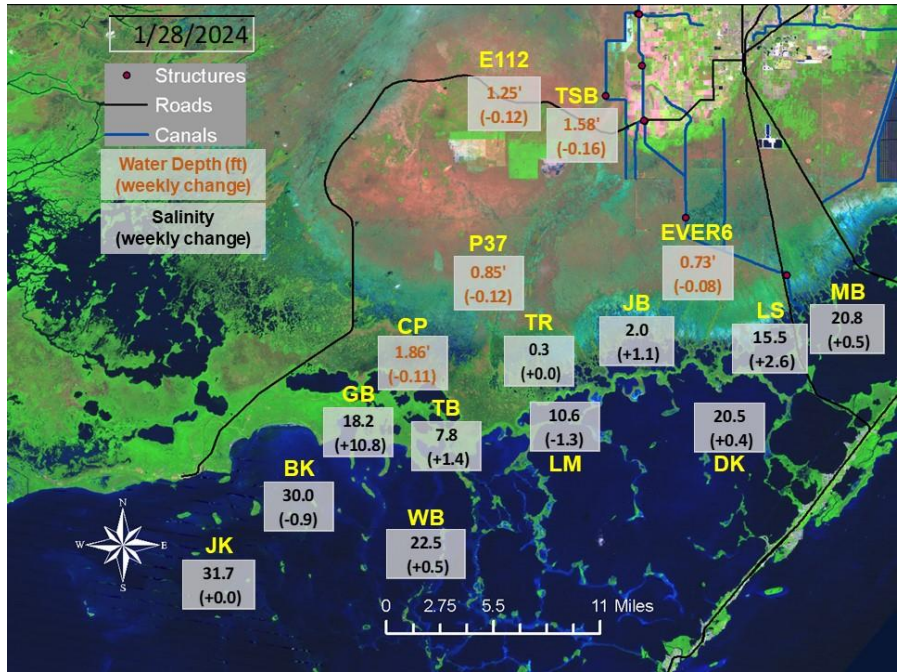 1/28/2024
Structures
Roads
Canals
Water Depth (ft)
(weekly change)
Salinity
(weekly change)
E112
1.25'
(-0.12)
TSB
1.58'
(-0.16)
P37
0.85'
(-0.12)
EVER6
0.73'
(-0.08)
CP
1.86'
(-0.11)
TR
0.3
(+0.0)
JB
2.0
(+1.1)
LS
15.5
(+2.6)
MB
20.8
(+0.5)
GB
18.2
(+10.8)
TB
7.8
(+1.4)
10.6
(-1.3)
LM
20.5
(+0.4)
DK
BK
30.0
(-0.9)
JK
31.7
(+0.0)
WB
22.5
(+0.5)
N
W E
S
0 2.75 5.5 11 Miles